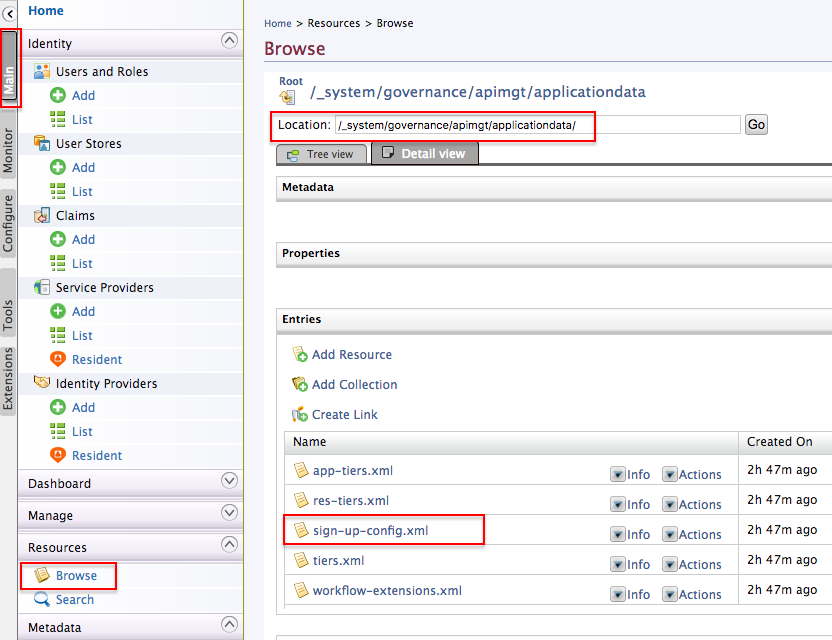 Home
Main
Monitor
Configure
Tools
Extensions
Identity
Users and Roles
Add
List
User Stores
Add
List
Claims
Add
List
Service Providers
Add
List
Resident
Identity Providers
Add
List
Resident
Dashboard
Manage
Resources
Browse
Search
Metadata
Home > Resources > Browse
Browse
Root
/_system/governance/apimgt/applicationdata
Location: /_system/governance/apimgt/applicationdata/ Go
Tree view Detail view
Metadata
Properties
Entries
Add Resource
Add Collection
Create Link
Name Created On
app-tiers.xml Info Actions 2h 47m ago
res-tiers.xml Info Actions 2h 47m ago
sign-up-config.xml Info Actions 2h 47m ago
tiers.xml Info Actions 2h 47m ago
workflow-extensions.xml Info Actions 2h 47m ago